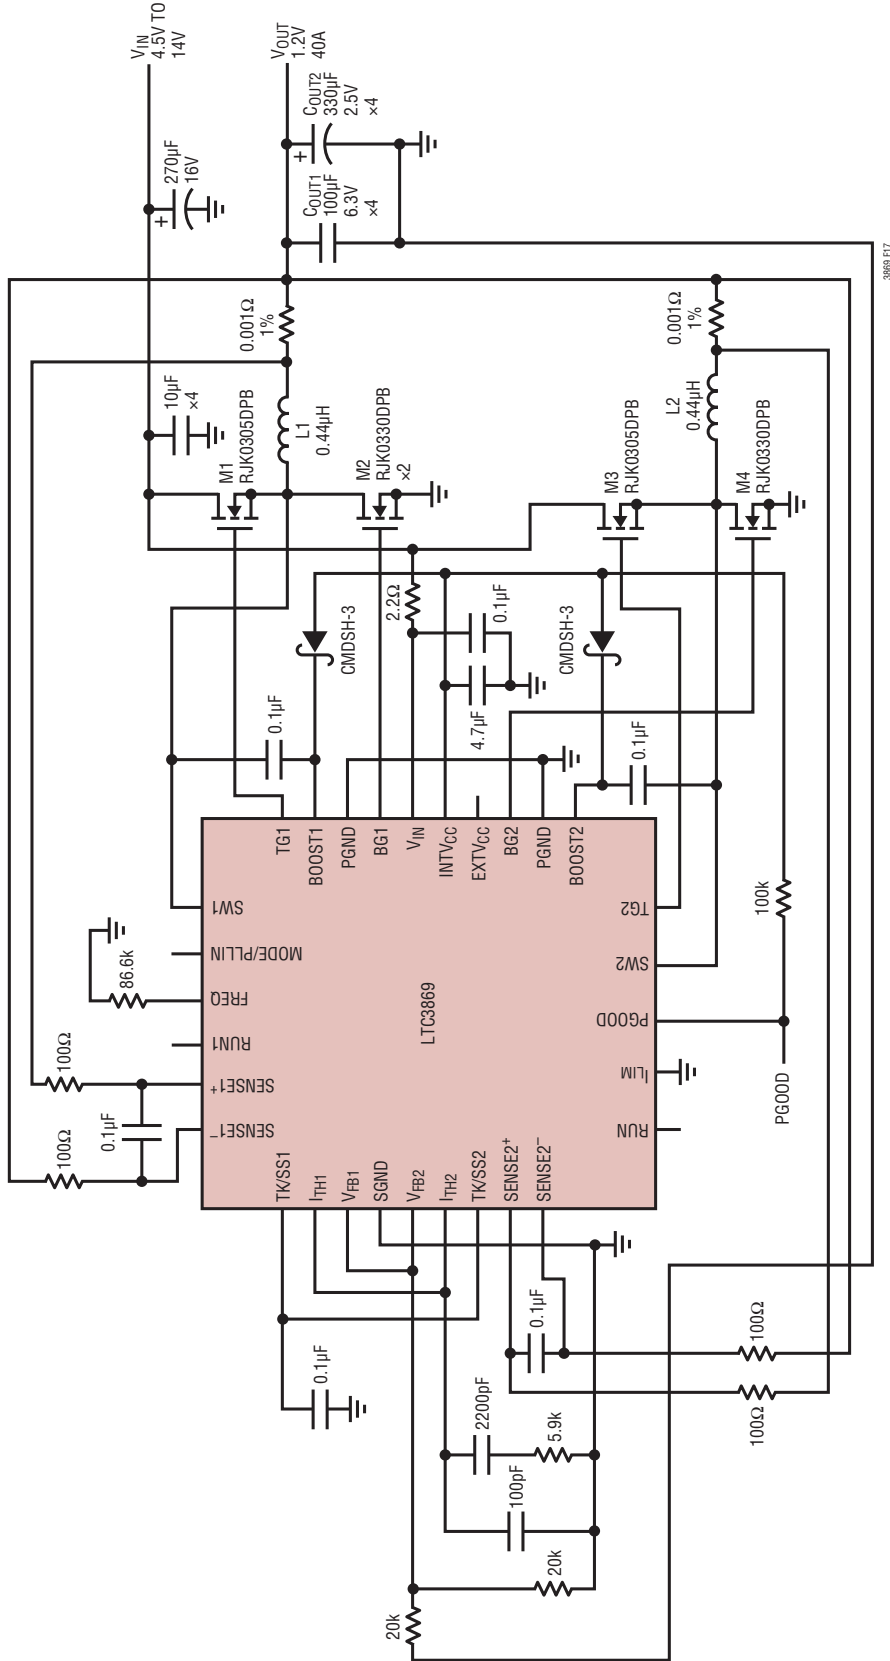 VIN
4.5V TO
14V
VOUT
1.2V
40A
+
270µF
16V
+
COUT2
330µF
2.5V
×4
COUT1
100µF
6.3V
×4
3869 F17
0.001Ω
1%
0.001Ω
1%
10µF
×4
L1
0.44µH
L2
0.44µH
M1
RJK0305DPB
M2
RJK0330DPB
×2
M3
RJK0305DPB
M4
RJK0330DPB
2.2Ω
0.1µF
CMDSH-3
CMDSH-3
4.7µF
0.1µF
0.1µF
TG1
BOOST1
PGND
BG1
VIN
INTVCC
EXTVCC
BG2
PGND
BOOST2
SW1
MODE/PLLIN
FREQ
RUN1
SENSE1+
SENSE1–
LTC3869
TG2
SW2
PGOOD
ILIM
RUN
TK/SS1
ITH1
VFB1
SGND
VFB2
ITH2
TK/SS2
SENSE2+
SENSE2–
86.6k
100Ω
0.1µF
100Ω
100k
PGOOD
0.1µF
0.1µF
2200pF
5.9k
100pF
20k
20k
100Ω
100Ω